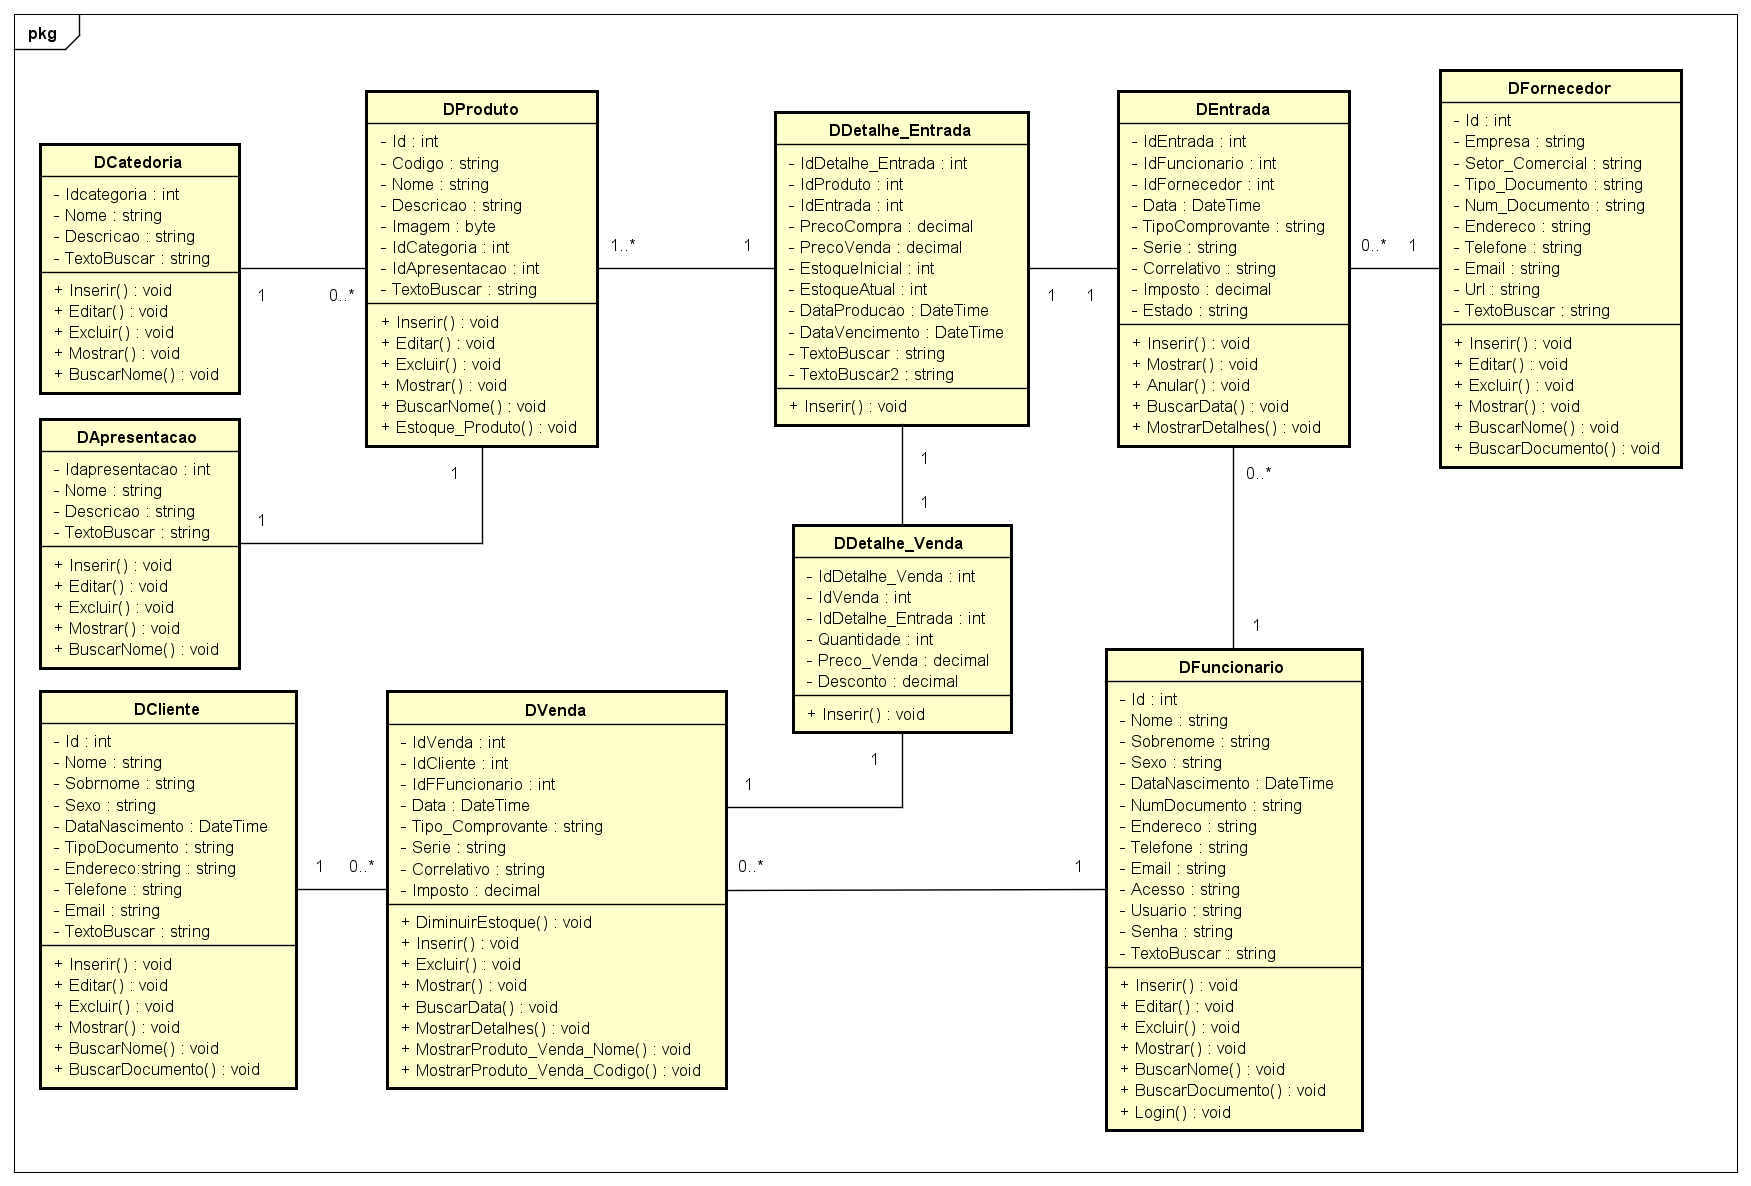 pkg
DCatedoria
- Idcategoria : int
- Nome : string
- Descricao : string
- TextoBuscar : string
+ Inserir() : void
+ Editar() : void
+ Excluir() : void
+ Mostrar() : void
+ BuscarNome() : void
1
0..*
DProduto
- Id : int
- Codigo : string
- Nome : string
- Descricao : string
- Imagem : byte
- IdCategoria : int
- IdApresentacao : int
- TextoBuscar : string
+ Inserir() : void
+ Editar() : void
+ Excluir() : void
+ Mostrar() : void
+ BuscarNome() : void
+ Estoque_Produto() : void
1..*
1
DDetalhe_Entrada
- IdDetalhe_Entrada : int
- IdProduto : int
- IdEntrada : int
- PrecoCompra : decimal
- PrecoVenda : decimal
- EstoqueInicial : int
- EstoqueAtual : int
- DataProducao : DateTime
- DataVencimento : DateTime
- TextoBuscar : string
- TextoBuscar2 : string
+ Inserir() : void
1
1
DEntrada
- IdEntrada : int
- IdFuncionario : int
- IdFornecedor : int
- Data : DateTime
- TipoComprovante : string
- Serie : string
- Correlativo : string
- Imposto : decimal
- Estado : string
+ Inserir() : void
+ Mostrar() : void
+ Anular() : void
+ BuscarData() : void
+ MostrarDetalhes() : void
0..*
1
DFornecedor
- Id : int
- Empresa : string
- Setor_Comercial : string
- Tipo_Documento : string
- Num_Documento : string
- Endereco : string
- Telefone : string
- Email : string
- Url : string
- TextoBuscar : string
+ Inserir() : void
+ Editar() : void
+ Excluir() : void
+ Mostrar() : void
+ BuscarNome() : void
+ BuscarDocumento() : void
DApresentacao
- Idapresentacao : int
- Nome : string
- Descricao : string
- TextoBuscar : string
+ Inserir() : void
+ Editar() : void
+ Excluir() : void
+ Mostrar() : void
+ BuscarNome() : void
1
1
1
1
DDetalhe_Venda
- IdDetalhe_Venda : int
- IdVenda : int
- IdDetalhe_Entrada : int
- Quantidade : int
- Preco_Venda : decimal
- Desconto : decimal
+ Inserir() : void
1
1
0..*
1
DCliente
- Id : int
- Nome : string
- Sobrnome : string
- Sexo : string
- DataNascimento : DateTime
- TipoDocumento : string
- Endereco:string : string
- Telefone : string
- Email : string
- TextoBuscar : string
+ Inserir() : void
+ Editar() : void
+ Excluir() : void
+ Mostrar() : void
+ BuscarNome() : void
+ BuscarDocumento() : void
1
0..*
DVenda
- IdVenda : int
- IdCliente : int
- IdFFuncionario : int
- Data : DateTime
- Tipo_Comprovante : string
- Serie : string
- Correlativo : string
- Imposto : decimal
+ DiminuirEstoque() : void
+ Inserir() : void
+ Excluir() : void
+ Mostrar() : void
+ BuscarData() : void
+ MostrarDetalhes() : void
+ MostrarProduto_Venda_Nome() : void
+ MostrarProduto_Venda_Codigo() : void
0..*
1
DFuncionario
- Id : int
- Nome : string
- Sobrenome : string
- Sexo : string
- DataNascimento : DateTime
- NumDocumento : string
- Endereco : string
- Telefone : string
- Email : string
- Acesso : string
- Usuario : string
- Senha : string
- TextoBuscar : string
+ Inserir() : void
+ Editar() : void
+ Excluir() : void
+ Mostrar() : void
+ BuscarNome() : void
+ BuscarDocumento() : void
+ Login() : void